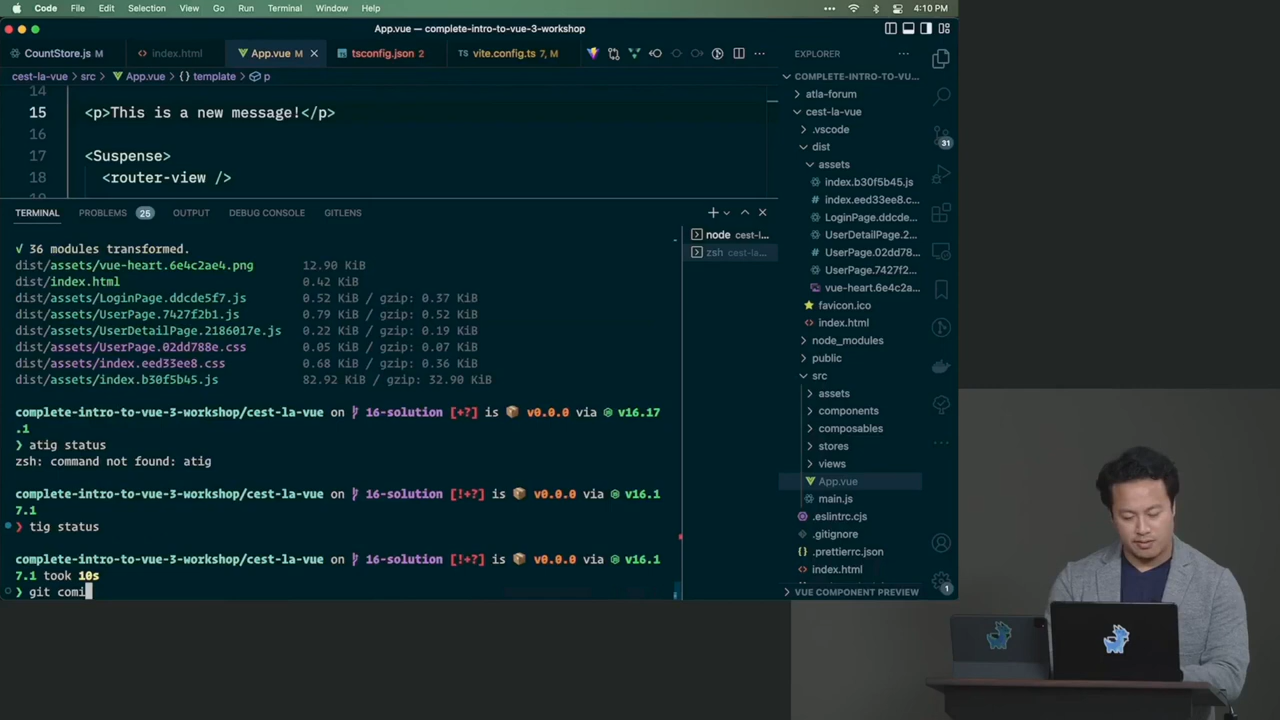 Code File Edit Selection View Go Run Terminal Window Help
4:10 PM
App.vue — complete-intro-to-vue-3-workshop
CountStore.js M
index.html
App.vue M
tsconfig.json 2
TS vite.config.ts 7, M
cest-la-vue > src > App.vue > {} template > p
14
15 <p>This is a new message!</p>
16
17 <Suspense>
18 <router-view />
TERMINAL PROBLEMS 25 OUTPUT DEBUG CONSOLE GITLENS
node cest-l...
zsh cest-la...
✓ 36 modules transformed.
dist/assets/vue-heart.6e4c2ae4.png 12.90 KiB
dist/index.html 0.42 KiB
dist/assets/LoginPage.ddcde5f7.js 0.52 KiB / gzip: 0.37 KiB
dist/assets/UserPage.7427f2b1.js 0.79 KiB / gzip: 0.52 KiB
dist/assets/UserDetailPage.2186017e.js 0.22 KiB / gzip: 0.19 KiB
dist/assets/UserPage.02dd788e.css 0.05 KiB / gzip: 0.07 KiB
dist/assets/index.eed33ee8.css 0.68 KiB / gzip: 0.36 KiB
dist/assets/index.b30f5b45.js 82.92 KiB / gzip: 32.90 KiB
complete-intro-to-vue-3-workshop/cest-la-vue on 16-solution [+?] is 📦 v0.0.0 via v16.17
.1
❯ atig status
zsh: command not found: atig
complete-intro-to-vue-3-workshop/cest-la-vue on 16-solution [!+?] is 📦 v0.0.0 via v16.1
7.1
❯ tig status
complete-intro-to-vue-3-workshop/cest-la-vue on 16-solution [!+?] is 📦 v0.0.0 via v16.1
7.1 took 10s
❯ git comi
EXPLORER
COMPLETE-INTRO-TO-VU...
atla-forum
cest-la-vue
.vscode
dist
assets
index.b30f5b45.js
index.eed33ee8.c...
LoginPage.ddcde...
UserDetailPage.2...
UserPage.02dd788...
UserPage.7427f2...
vue-heart.6e4c2a...
favicon.ico
index.html
node_modules
public
src
assets
components
composables
stores
views
App.vue
main.js
.eslintrc.cjs
.gitignore
.prettierrc.json
index.html
VUE COMPONENT PREVIEW
31
1